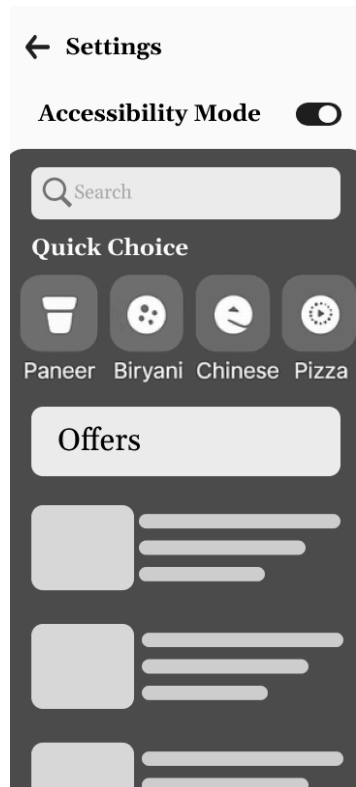 Settings
Accessibility Mode
Search
Quick Choice
Paneer Biryani Chinese Pizza
Offers